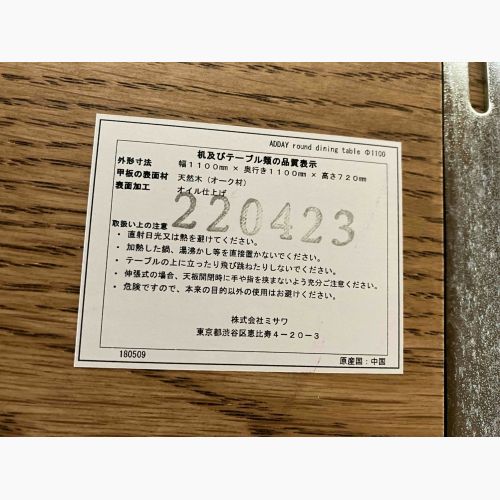 ADDAY round dining table Φ1100
机及びテーブル類の品質表示
外形寸法 幅1100mm × 奥行き1100mm × 高さ720mm
甲板の表面材 天然木（オーク材）
表面加工 オイル仕上げ
220423
取扱い上の注意
・ 直射日光又は熱を避けてください。
・ 加熱した鍋、湯沸かし等を直接置かないでください。
・ テーブルの上に立ったり飛び跳ねたりしないでください。
・ 伸張式の場合、天板開閉時に手や指を挟まないよう充分ご注意ください。
・ 危険ですので、本来の目的以外の使用はお避けください。
株式会社ミサワ
東京都渋谷区恵比寿4－20－3
180509
原産国：中国